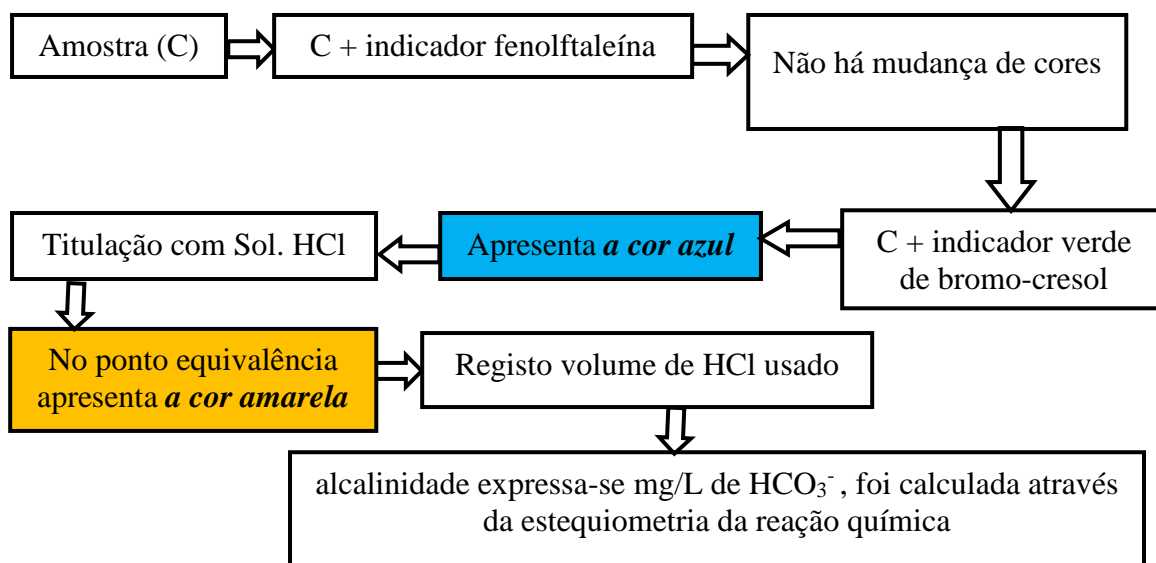 Amostra (C)
C + indicador fenolftaleína
Não há mudança de cores
C + indicador verde
de bromo-cresol
Apresenta a cor azul
Titulação com Sol. HCl
No ponto equivalência
apresenta a cor amarela
Registo volume de HCl usado
alcalinidade expressa-se mg/L de HCO₃⁻ , foi calculada através
da estequiometria da reação química